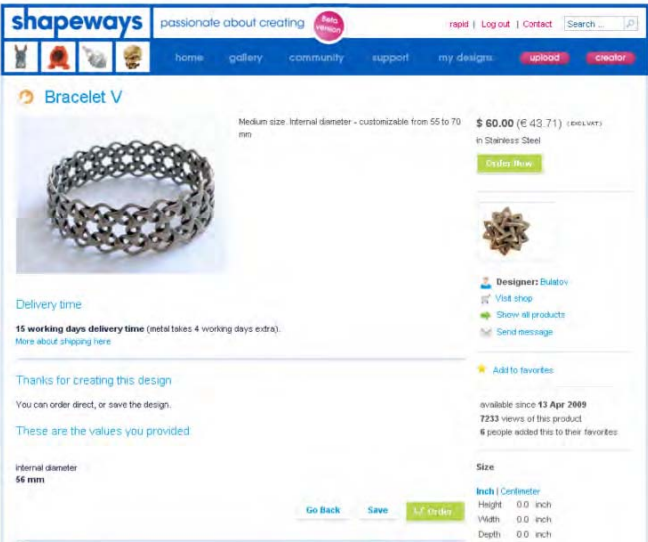 shapeways
passionate about creating
Beta version
rapid | Log out | Contact
Search ...
home gallery community support my designs upload creator
Bracelet V
Medium size. Internal diameter - customizable from 55 to 70 mm
$ 60.00 (€ 43.71) (EXCL VAT)
in Stainless Steel
Order Now
Designer: Bulatov
Visit shop
Show all products
Send message
Delivery time
15 working days delivery time (metal takes 4 working days extra).
More about shipping here
Add to favorites
Thanks for creating this design
You can order direct, or save the design.
These are the values you provided
internal diameter
56 mm
Go Back Save Order
available since 13 Apr 2009
7233 views of this product
6 people added this to their favorites
Size
Inch | Centimeter
Height 0.0 inch
Width 0.0 inch
Depth 0.0 inch